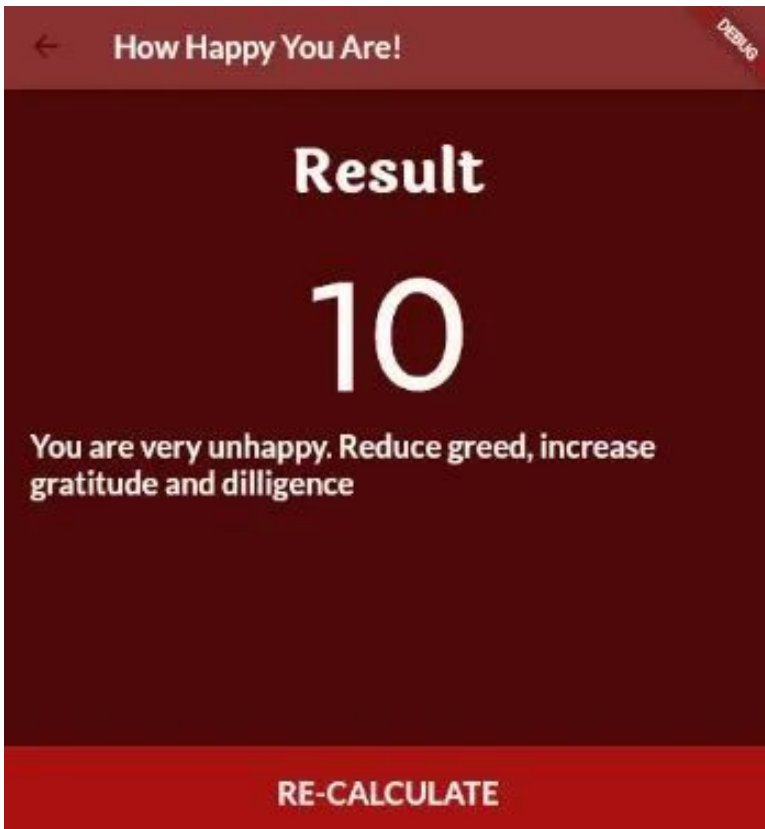 How Happy You Are!
DEBUG
Result
10
You are very unhappy. Reduce greed, increase
gratitude and dilligence
RE-CALCULATE